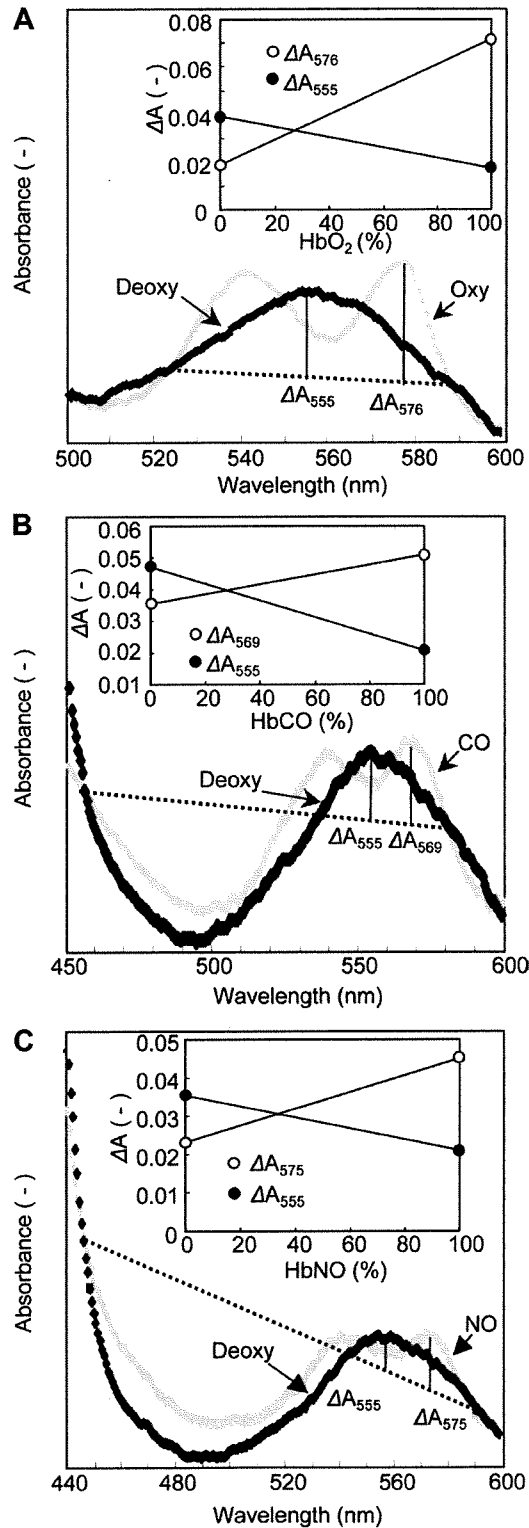 A
0.08
0.06
0.04
0.02
0
ΔA (-)
ΔA576
ΔA555
0 20 40 60 80 100
HbO2 (%)
Absorbance (-)
Deoxy
Oxy
ΔA555
ΔA576
500 520 540 560 580 600
Wavelength (nm)
B
0.06
0.05
0.04
0.03
0.02
0.01
ΔA (-)
ΔA569
ΔA555
0 20 40 60 80 100
HbCO (%)
Absorbance (-)
Deoxy
CO
ΔA555
ΔA569
450 500 550 600
Wavelength (nm)
C
0.05
0.04
0.03
0.02
0.01
0
ΔA (-)
ΔA575
ΔA555
0 20 40 60 80 100
HbNO (%)
Absorbance (-)
Deoxy
NO
ΔA555
ΔA575
440 480 520 560 600
Wavelength (nm)